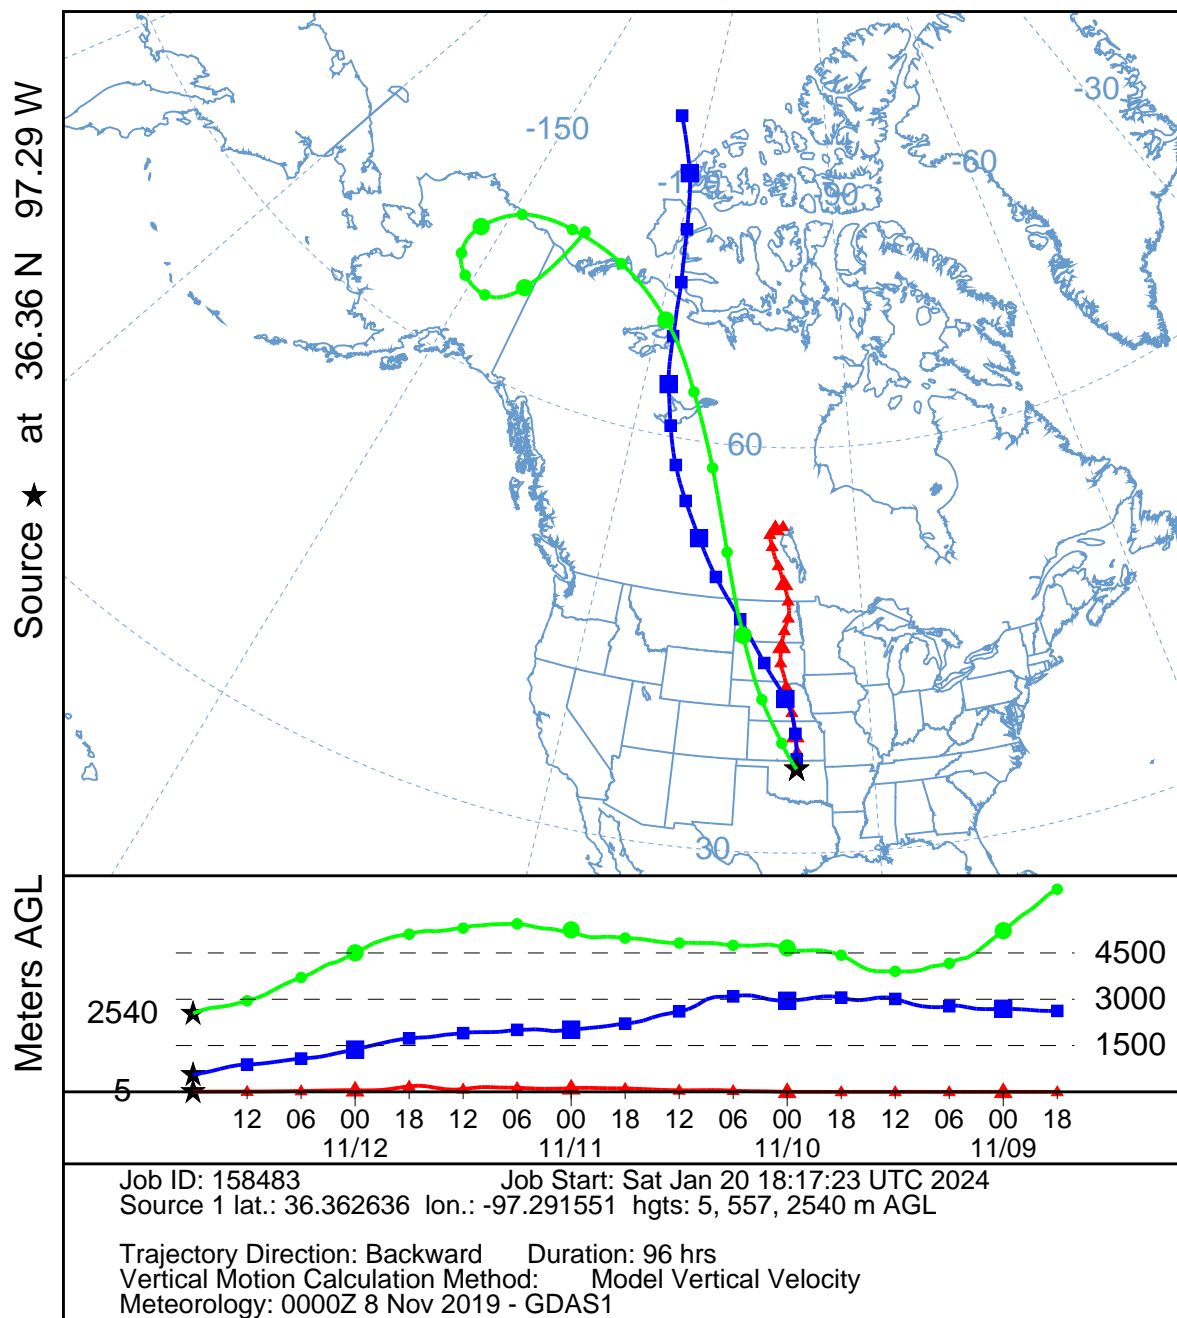 Source ★ at 36.36 N 97.29 W
-150
-30
-60
90
60
30
Meters AGL
2540
5
4500
3000
1500
12 06 00 18 12 06 00 18 12 06 00 18 12 06 00 18
11/12 11/11 11/10 11/09
Job ID: 158483 Job Start: Sat Jan 20 18:17:23 UTC 2024
Source 1 lat.: 36.362636 lon.: -97.291551 hgts: 5, 557, 2540 m AGL
Trajectory Direction: Backward Duration: 96 hrs
Vertical Motion Calculation Method: Model Vertical Velocity
Meteorology: 0000Z 8 Nov 2019 - GDAS1